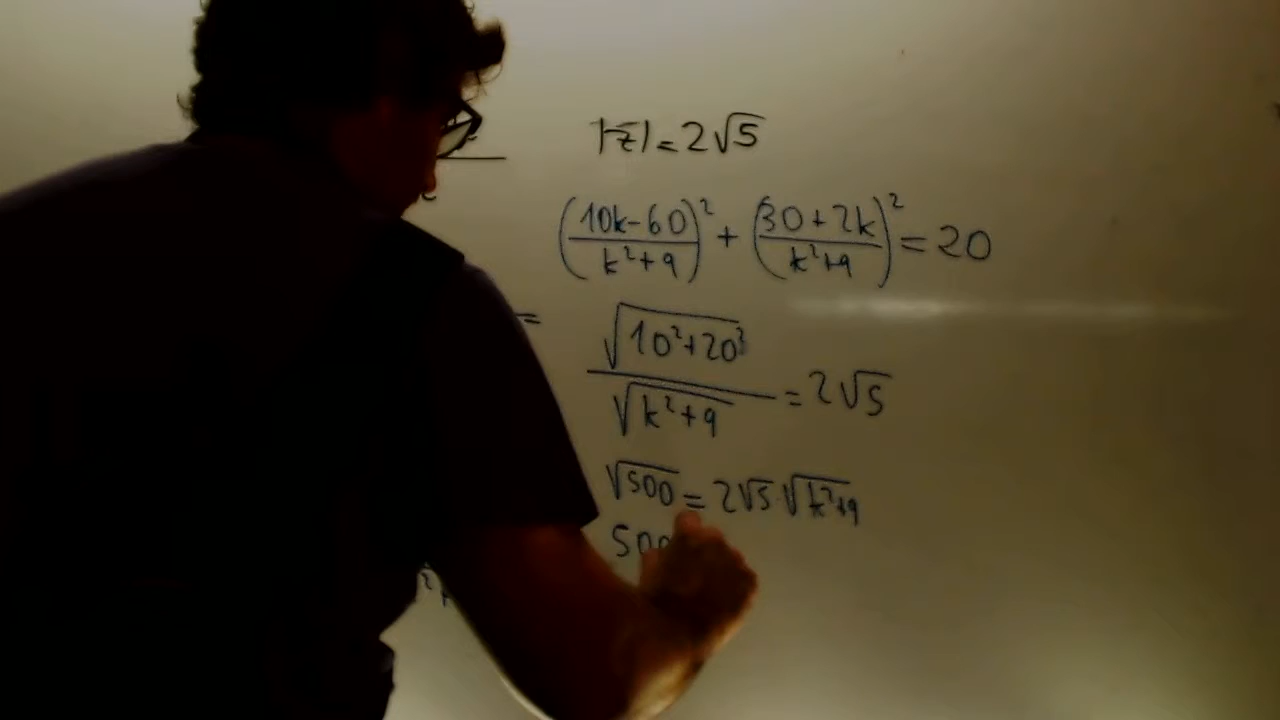 |z| = 2√5
((10k-60)/(k²+9))² + ((30+2k)/(k²+9))² = 20
= √(10²+20²)/√(k²+9) = 2√5
√500 = 2√5 · √(k²+9)
500